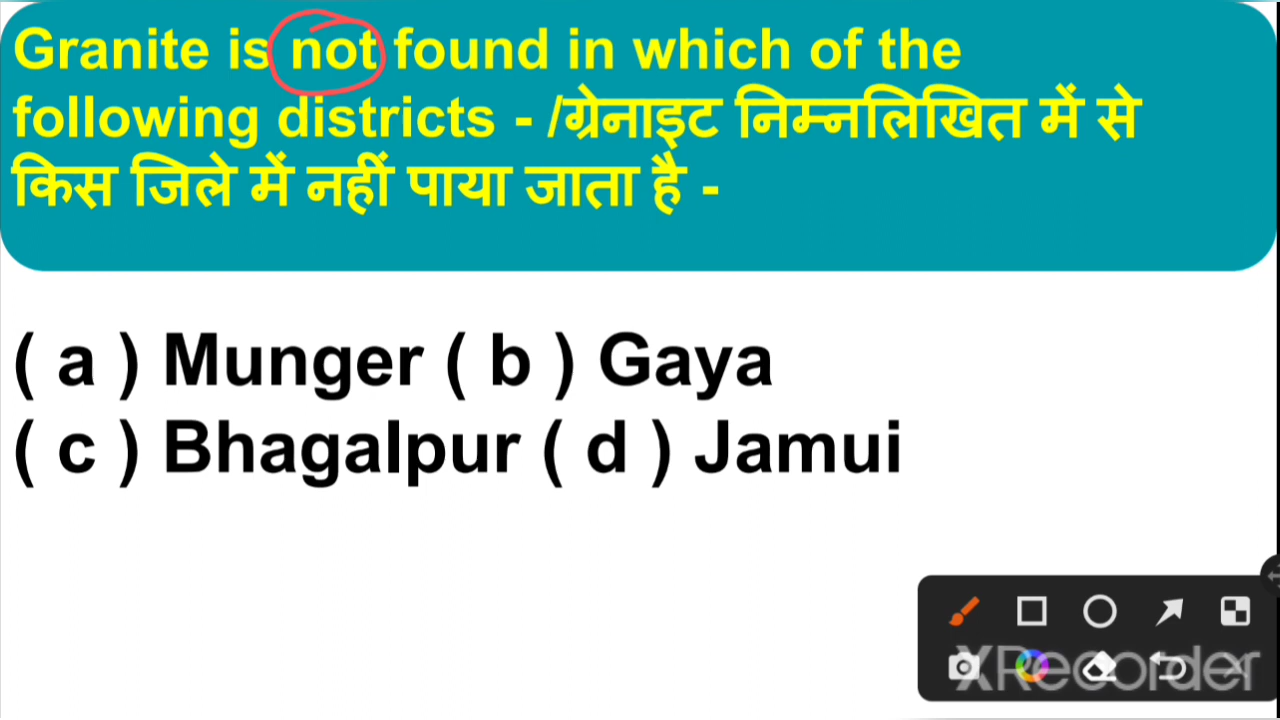 Granite is not found in which of the
following districts - /ग्रेनाइट निम्नलिखित में से
किस जिले में नहीं पाया जाता है -
( a ) Munger ( b ) Gaya
( c ) Bhagalpur ( d ) Jamui
XRecorder